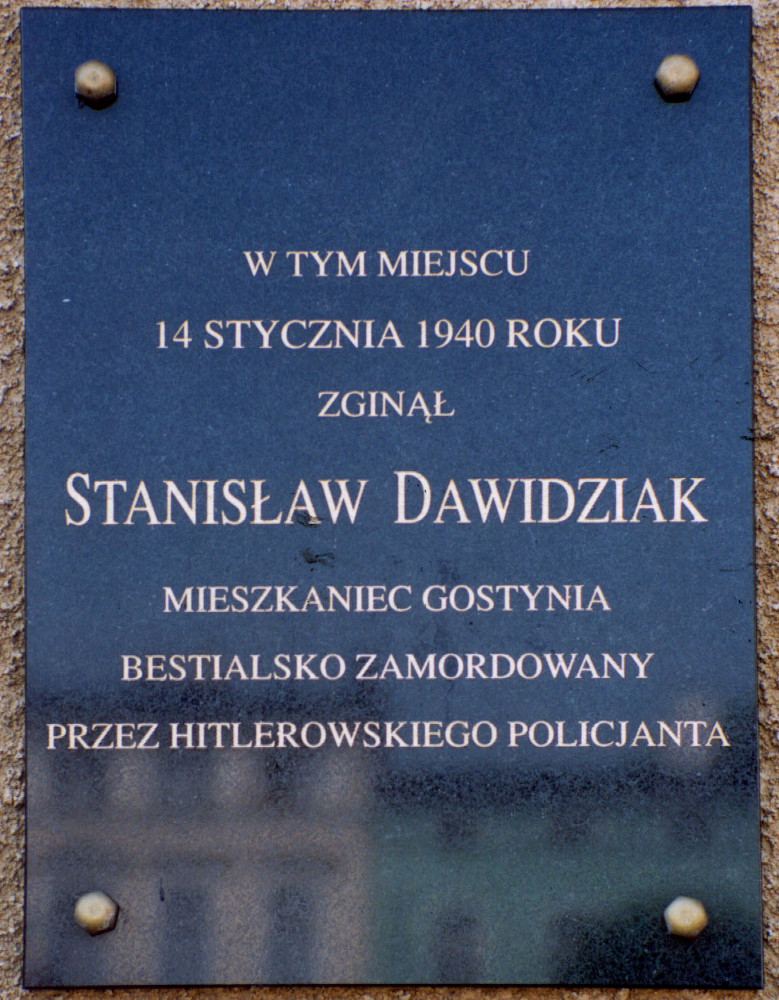 W TYM MIEJSCU
14 STYCZNIA 1940 ROKU
ZGINĄŁ
STANISŁAW DAWIDZIAK
MIESZKANIEC GOSTYNIA
BESTIALSKO ZAMORDOWANY
PRZEZ HITLEROWSKIEGO POLICJANTA